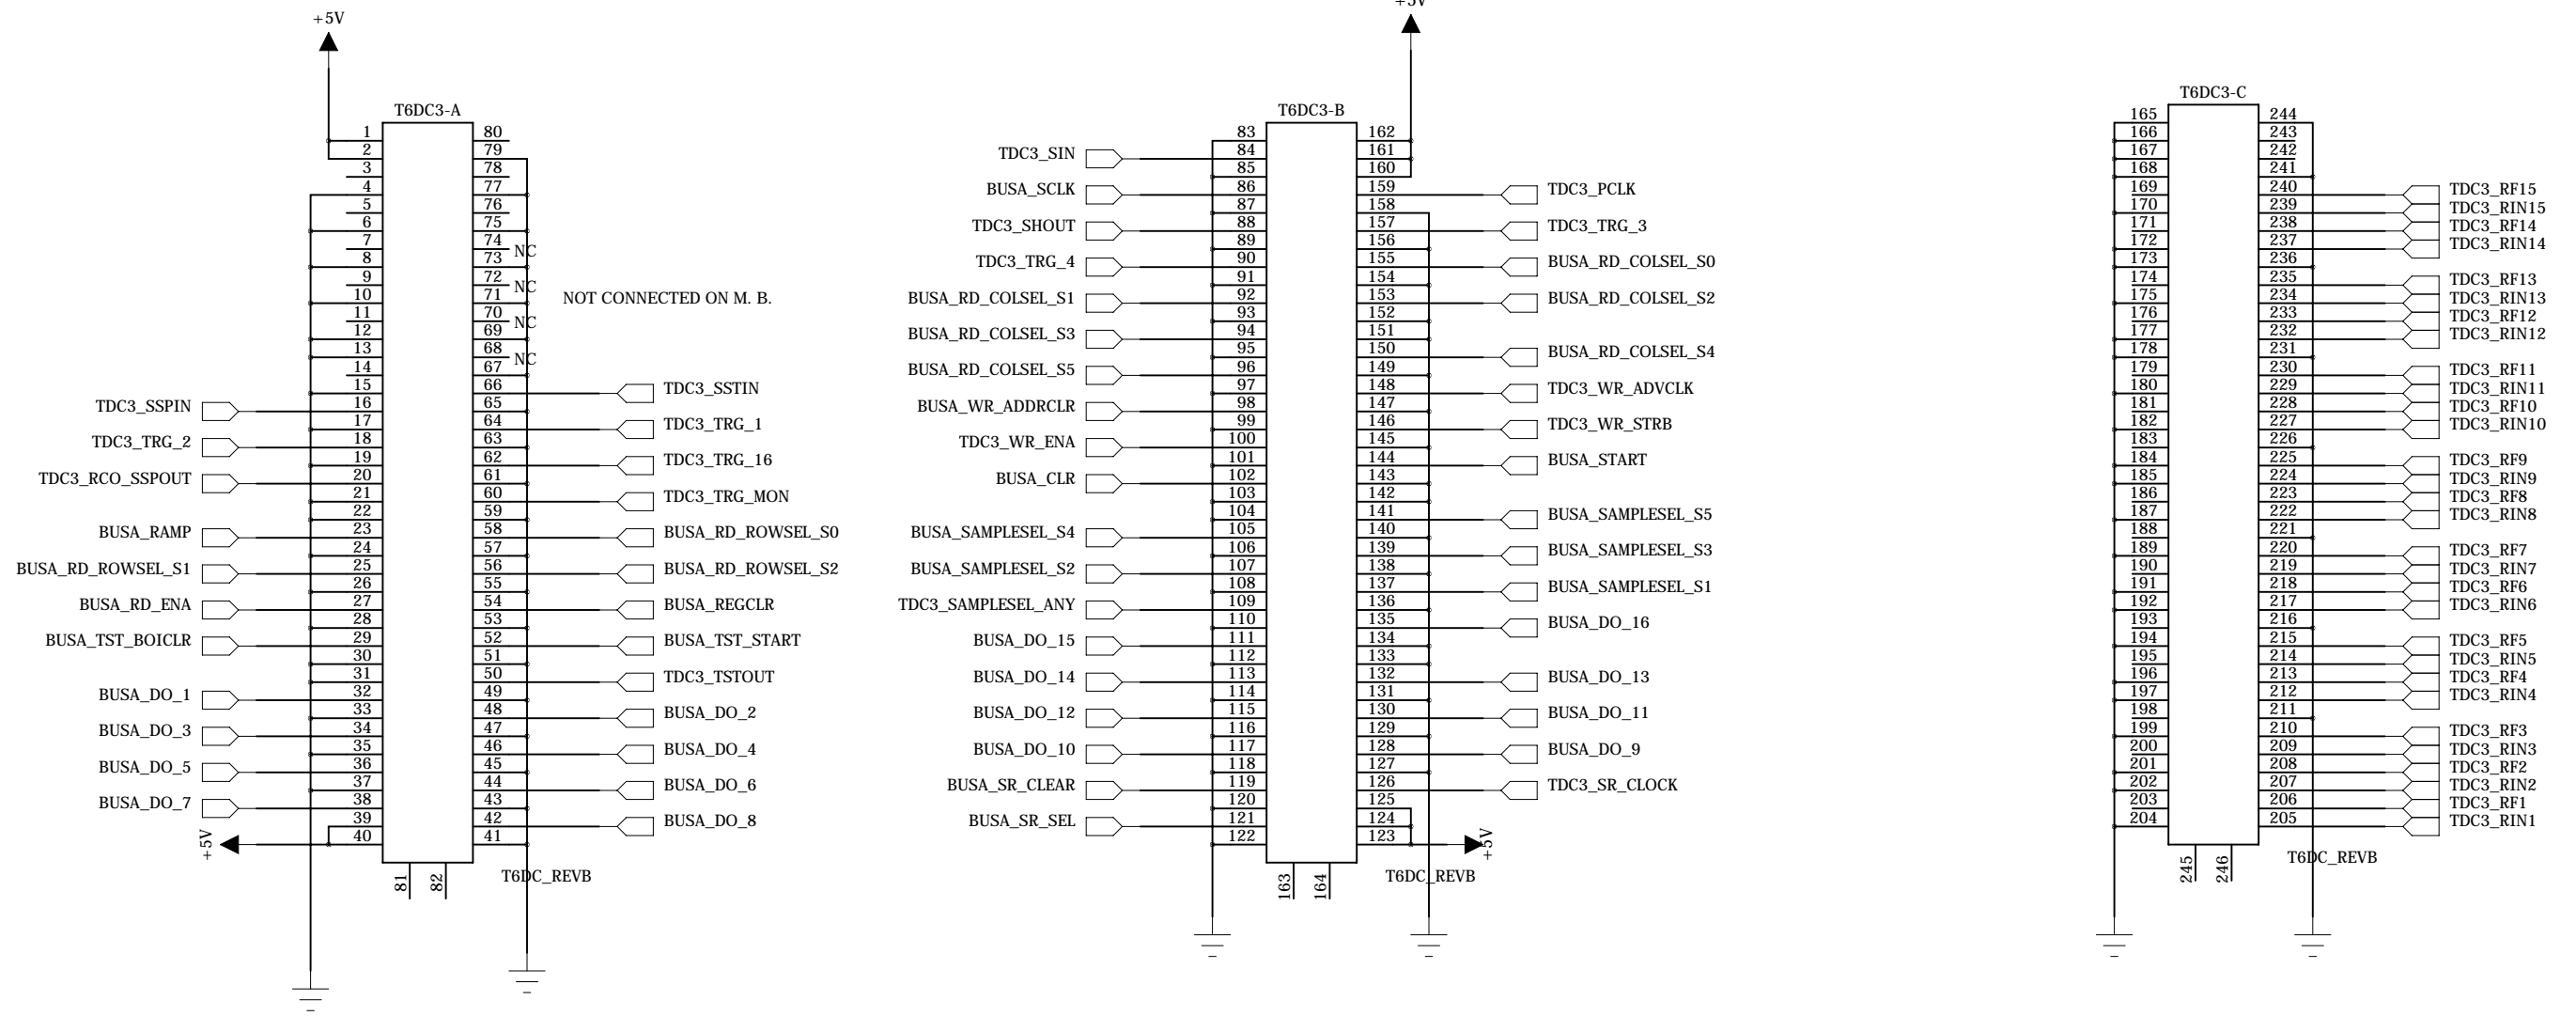 +5V
T6DC3-A
1 80
2 79
3 78
4 77
5 76
6 75
7 74 NC
8 73
9 72 NC
10 71
NOT CONNECTED ON M. B.
11 70 NC
12 69
13 68 NC
14 67
15 66 TDC3_SSTIN
TDC3_SSPIN 16 65
17 64 TDC3_TRG_1
TDC3_TRG_2 18 63
19 62 TDC3_TRG_16
TDC3_RCO_SSPOUT 20 61
21 60 TDC3_TRG_MON
22 59
BUSA_RAMP 23 58 BUSA_RD_ROWSEL_S0
24 57
BUSA_RD_ROWSEL_S1 25 56 BUSA_RD_ROWSEL_S2
26 55
BUSA_RD_ENA 27 54 BUSA_REGCLR
28 53
BUSA_TST_BOICLR 29 52 BUSA_TST_START
30 51
31 50 TDC3_TSTOUT
BUSA_DO_1 32 49
33 48 BUSA_DO_2
BUSA_DO_3 34 47
35 46 BUSA_DO_4
BUSA_DO_5 36 45
37 44 BUSA_DO_6
BUSA_DO_7 38 43
39 42 BUSA_DO_8
+5V 40 41
81 82
T6DC_REVB
+5V
T6DC3-B
83 162
TDC3_SIN 84 161
85 160
BUSA_SCLK 86 159 TDC3_PCLK
87 158
TDC3_SHOUT 88 157 TDC3_TRG_3
89 156
TDC3_TRG_4 90 155 BUSA_RD_COLSEL_S0
91 154
BUSA_RD_COLSEL_S1 92 153 BUSA_RD_COLSEL_S2
93 152
BUSA_RD_COLSEL_S3 94 151
95 150 BUSA_RD_COLSEL_S4
BUSA_RD_COLSEL_S5 96 149
97 148 TDC3_WR_ADVCLK
BUSA_WR_ADDRCLR 98 147
99 146 TDC3_WR_STRB
TDC3_WR_ENA 100 145
101 144 BUSA_START
BUSA_CLR 102 143
103 142
104 141 BUSA_SAMPLESEL_S5
BUSA_SAMPLESEL_S4 105 140
106 139 BUSA_SAMPLESEL_S3
BUSA_SAMPLESEL_S2 107 138
108 137 BUSA_SAMPLESEL_S1
TDC3_SAMPLESEL_ANY 109 136
110 135 BUSA_DO_16
BUSA_DO_15 111 134
112 133
BUSA_DO_14 113 132 BUSA_DO_13
114 131
BUSA_DO_12 115 130 BUSA_DO_11
116 129
BUSA_DO_10 117 128 BUSA_DO_9
118 127
BUSA_SR_CLEAR 119 126 TDC3_SR_CLOCK
120 125
BUSA_SR_SEL 121 124
122 123 +5V
163 164
T6DC_REVB
T6DC3-C
165 244
166 243
167 242
168 241
169 240 TDC3_RF15
170 239 TDC3_RIN15
171 238 TDC3_RF14
172 237 TDC3_RIN14
173 236
174 235 TDC3_RF13
175 234 TDC3_RIN13
176 233 TDC3_RF12
177 232 TDC3_RIN12
178 231
179 230 TDC3_RF11
180 229 TDC3_RIN11
181 228 TDC3_RF10
182 227 TDC3_RIN10
183 226
184 225 TDC3_RF9
185 224 TDC3_RIN9
186 223 TDC3_RF8
187 222 TDC3_RIN8
188 221
189 220 TDC3_RF7
190 219 TDC3_RIN7
191 218 TDC3_RF6
192 217 TDC3_RIN6
193 216
194 215 TDC3_RF5
195 214 TDC3_RIN5
196 213 TDC3_RF4
197 212 TDC3_RIN4
198 211
199 210 TDC3_RF3
200 209 TDC3_RIN3
201 208 TDC3_RF2
202 207 TDC3_RIN2
203 206 TDC3_RF1
204 205 TDC3_RIN1
245 246
T6DC_REVB